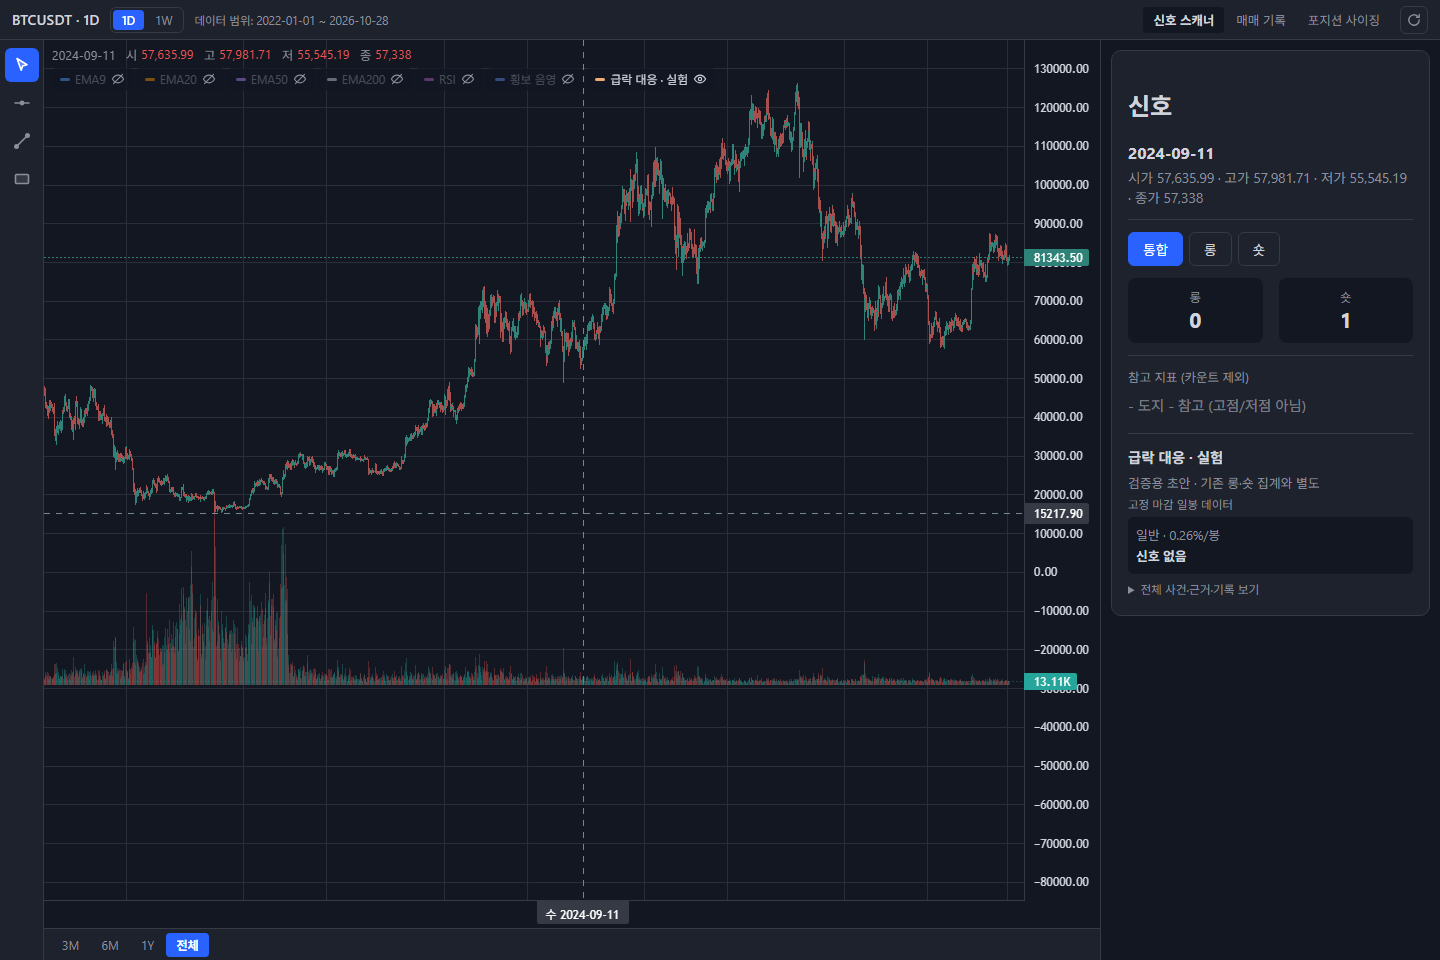 BTCUSDT · 1D 1D 1W 데이터 범위: 2022-01-01 ~ 2026-10-28 신호 스캐너 매매 기록 포지션 사이징
2024-09-11 시 57,635.99 고 57,981.71 저 55,545.19 종 57,338
EMA9 EMA20 EMA50 EMA200 RSI 횡보 음영 급락 대응 · 실험
130000.00
120000.00
110000.00
100000.00
90000.00
81343.50
70000.00
60000.00
50000.00
40000.00
30000.00
20000.00
15217.90
10000.00
0.00
-10000.00
-20000.00
13.11K
-40000.00
-50000.00
-60000.00
-70000.00
-80000.00
수 2024-09-11
3M 6M 1Y 전체
신호
2024-09-11
시가 57,635.99 · 고가 57,981.71 · 저가 55,545.19
· 종가 57,338
통합 롱 숏
롱 숏
0 1
참고 지표 (카운트 제외)
- 도지 - 참고 (고점/저점 아님)
급락 대응 · 실험
검증용 초안 · 기존 롱·숏 집계와 별도
고정 마감 일봉 데이터
일반 · 0.26%/봉
신호 없음
▶ 전체 사건·근거·기록 보기